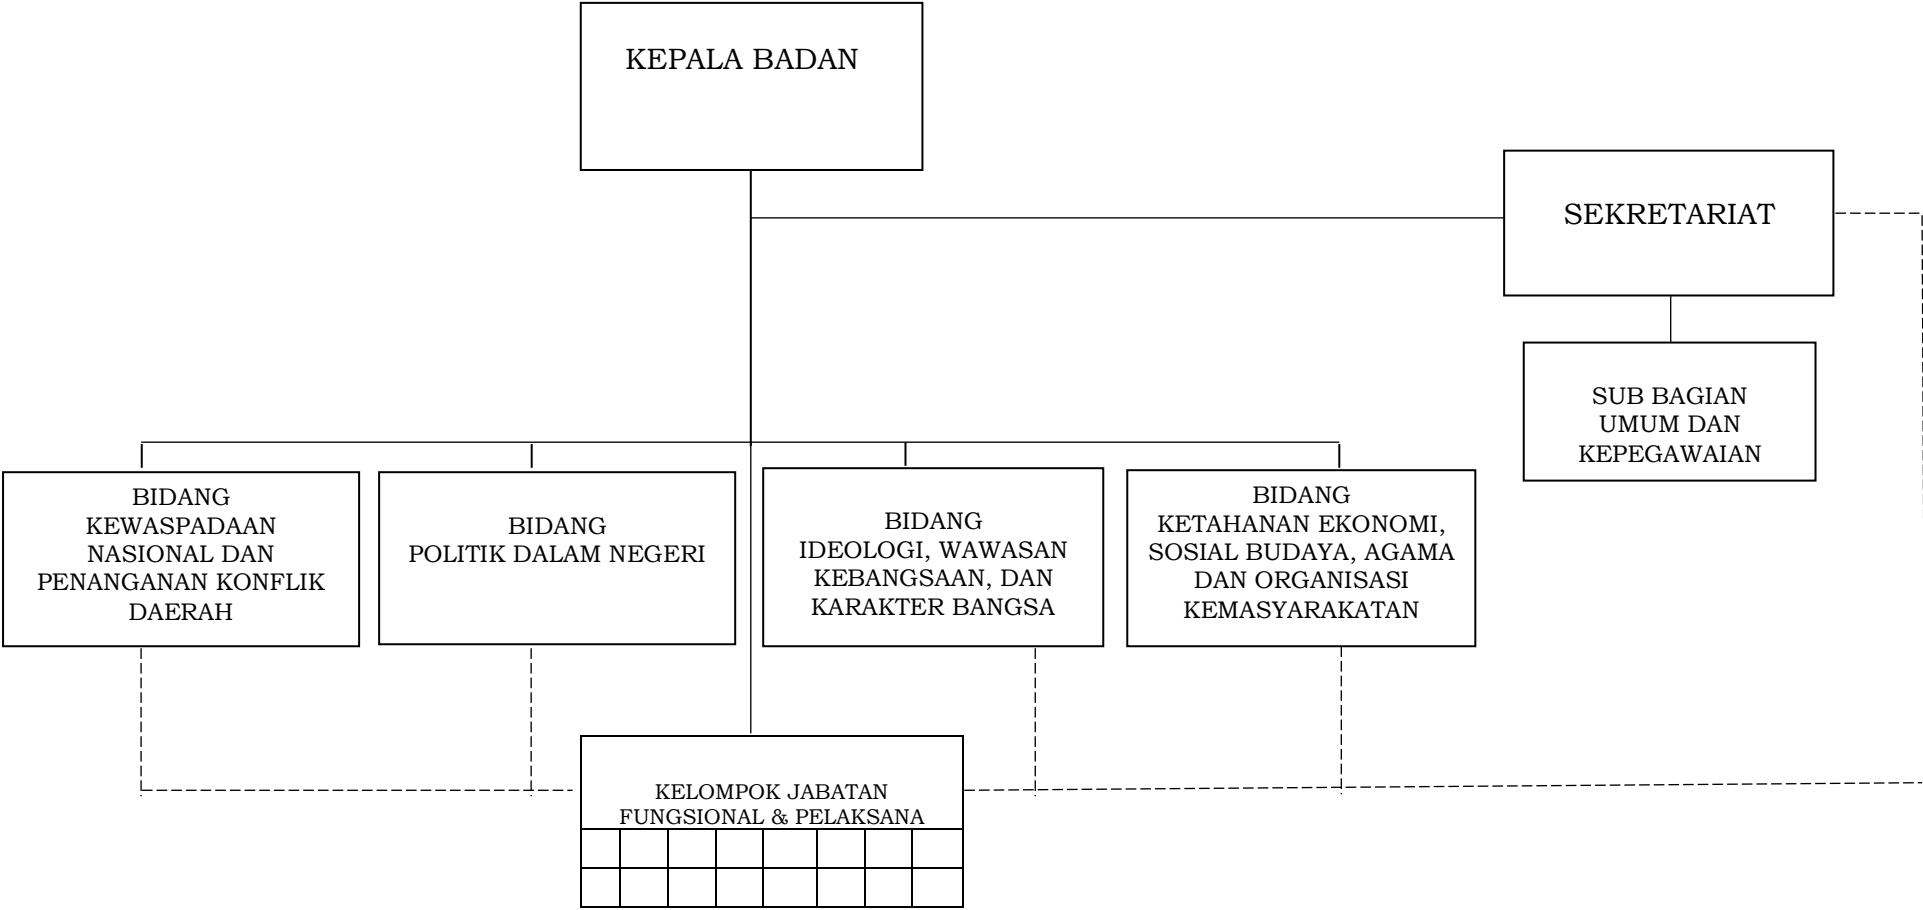 KEPALA BADAN
SEKRETARIAT
SUB BAGIAN
UMUM DAN
KEPEGAWAIAN
BIDANG
KEWASPADAAN
NASIONAL DAN
PENANGANAN KONFLIK
DAERAH
BIDANG
POLITIK DALAM NEGERI
BIDANG
IDEOLOGI, WAWASAN
KEBANGSAAN, DAN
KARAKTER BANGSA
BIDANG
KETAHANAN EKONOMI,
SOSIAL BUDAYA, AGAMA
DAN ORGANISASI
KEMASYARAKATAN
KELOMPOK JABATAN
FUNGSIONAL & PELAKSANA